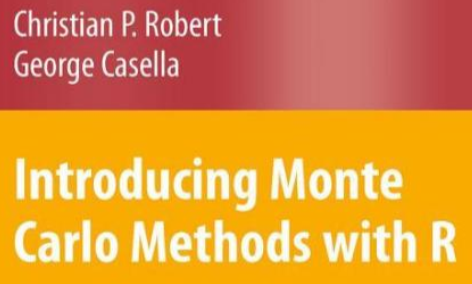 Christian P. Robert
George Casella
Introducing Monte
Carlo Methods with R